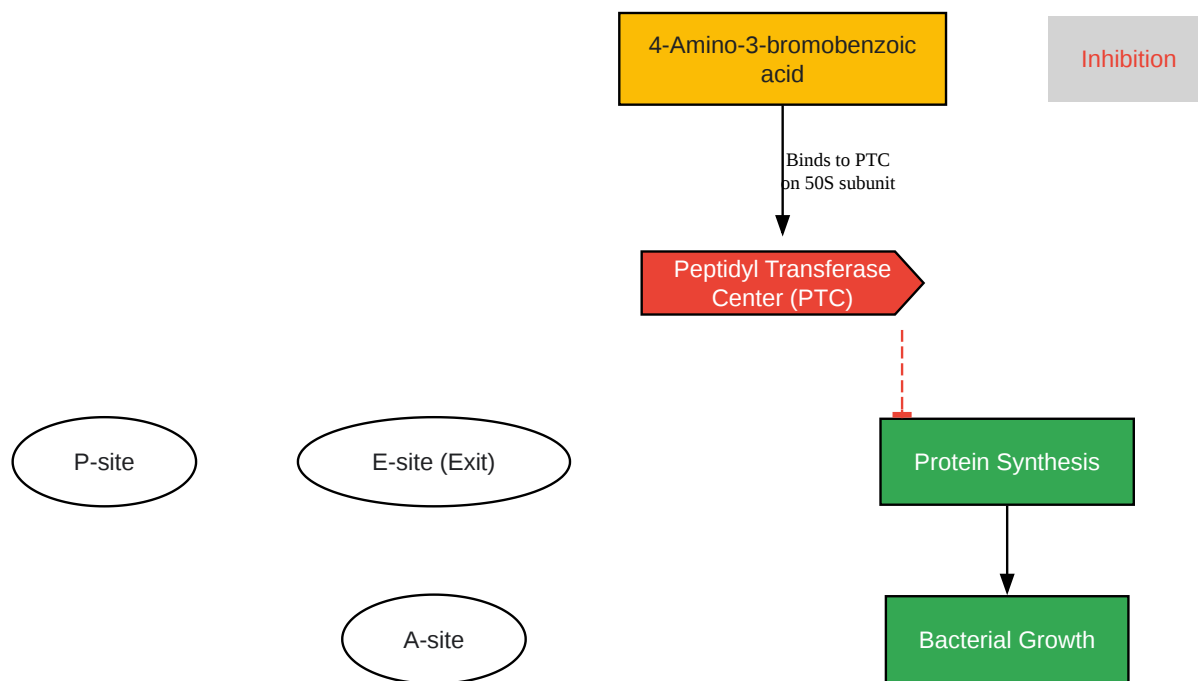 4-Amino-3-bromobenzoic
acid
Inhibition
Binds to PTC
on 50S subunit
Peptidyl Transferase
Center (PTC)
P-site
E-site (Exit)
Protein Synthesis
A-site
Bacterial Growth